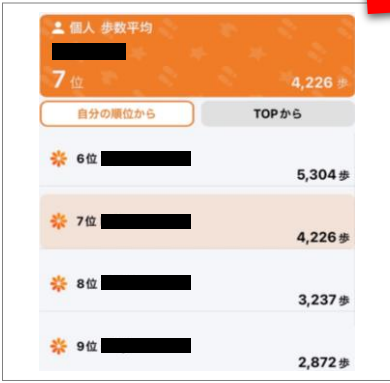 個人 歩数平均
7位
4,226歩
自分の順位から
TOPから
6位
5,304歩
7位
4,226歩
8位
3,237歩
9位
2,872歩